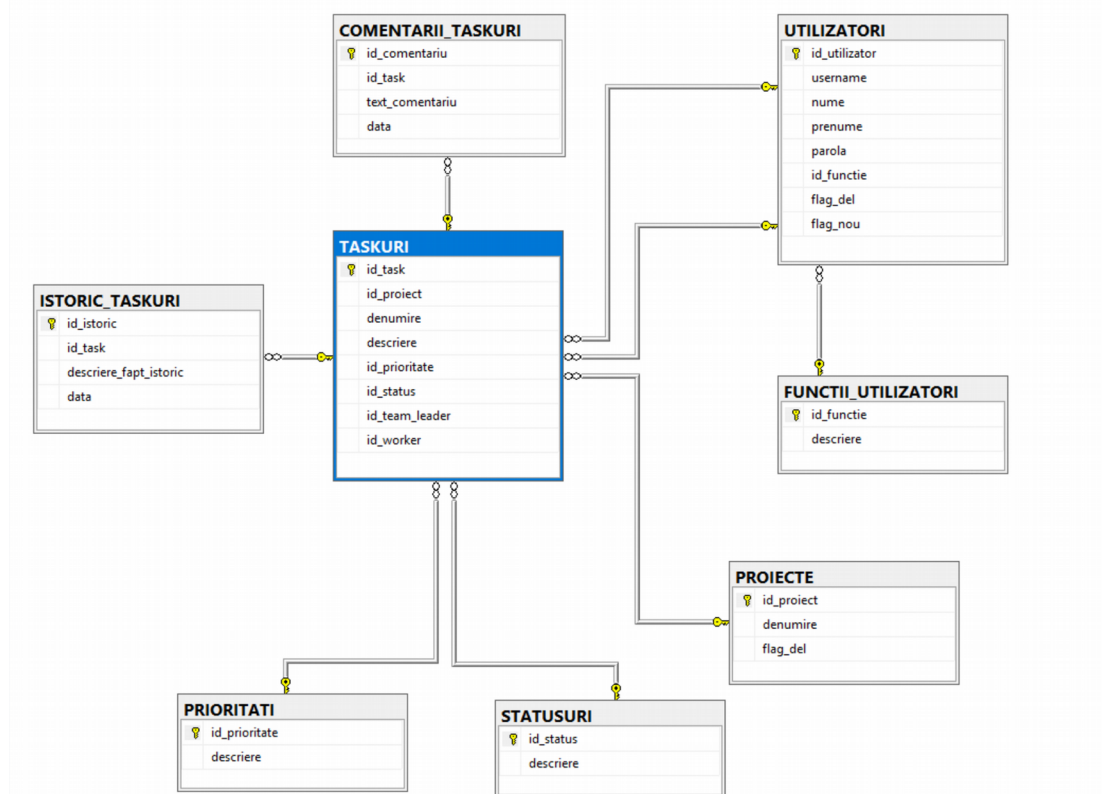 COMENTARII_TASKURI
id_comentariu
id_task
text_comentariu
data
UTILIZATORI
id_utilizator
username
nume
prenume
parola
id_functie
flag_del
flag_nou
TASKURI
id_task
id_proiect
denumire
descriere
id_prioritate
id_status
id_team_leader
id_worker
ISTORIC_TASKURI
id_istoric
id_task
descriere_fapt_istoric
data
FUNCTII_UTILIZATORI
id_functie
descriere
PROIECTE
id_proiect
denumire
flag_del
PRIORITATI
id_prioritate
descriere
STATUSURI
id_status
descriere